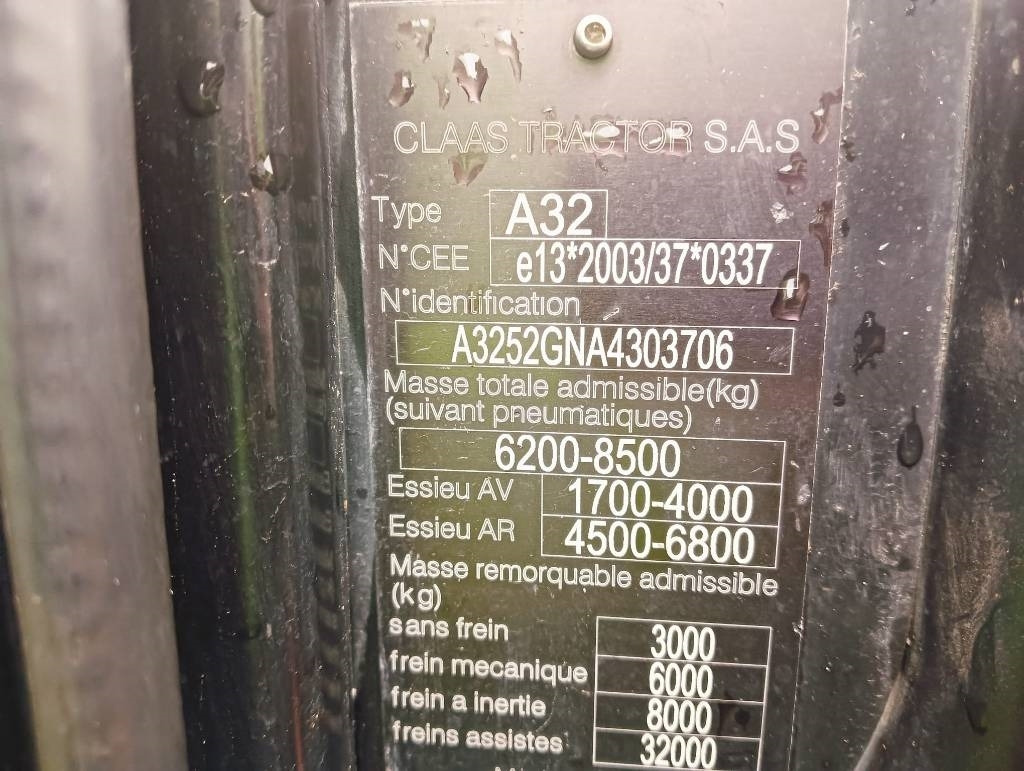 CLAAS TRACTOR S.A.S
Type A32
N°CEE e13*2003/37*0337
N°identification
A3252GNA4303706
Masse totale admissible(kg)
(suivant pneumatiques)
6200-8500
Essieu AV 1700-4000
Essieu AR 4500-6800
Masse remorquable admissible
(kg)
sans frein 3000
frein mecanique 6000
frein a inertie 8000
freins assistes 32000